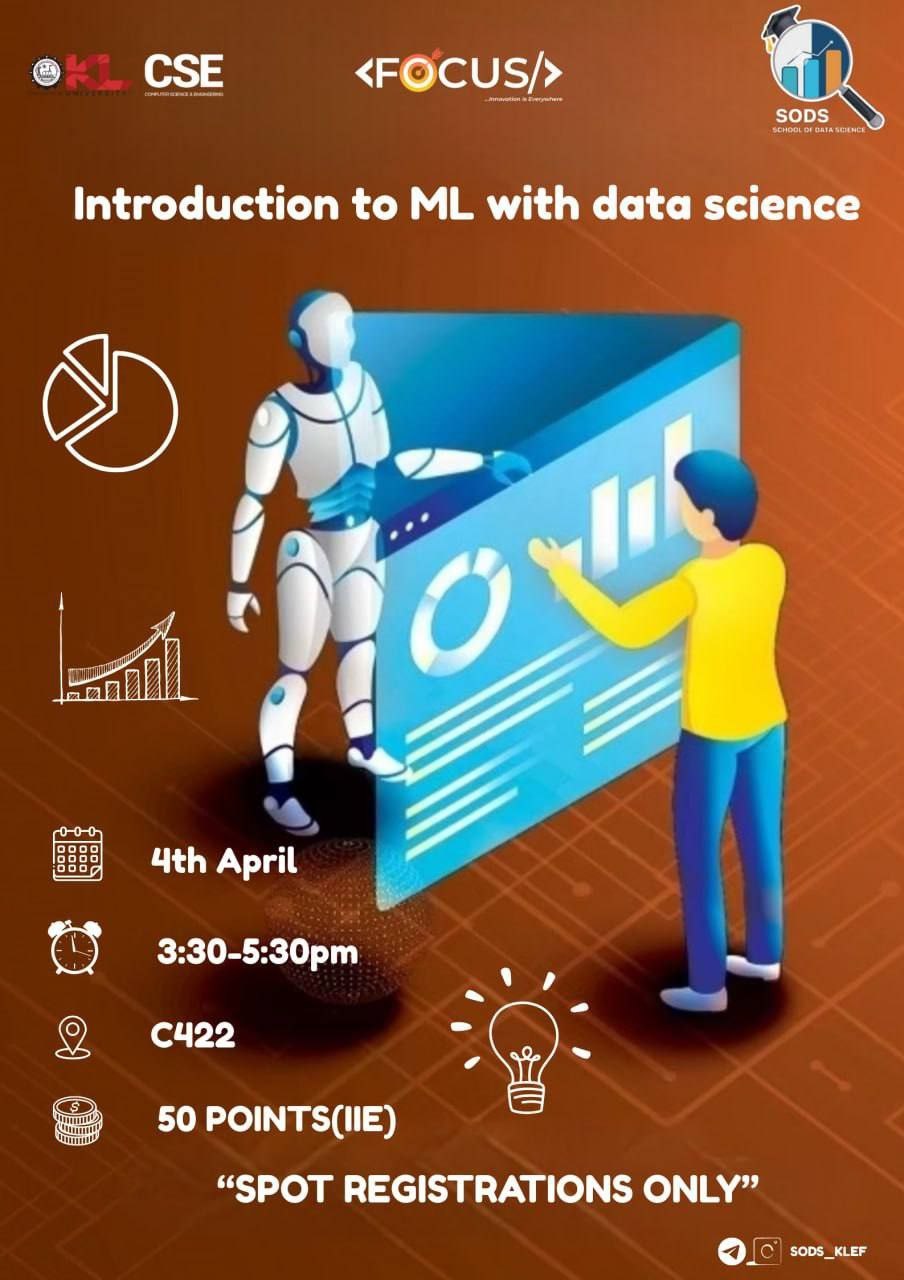 KL CSE
UNIVERSITY
COMPUTER SCIENCE & ENGINEERING
<FOCUS/>
...Innovation is Everywhere
SODS
SCHOOL OF DATA SCIENCE
Introduction to ML with data science
4th April
3:30-5:30pm
C422
$
50 POINTS(IIE)
“SPOT REGISTRATIONS ONLY”
SODS_KLEF